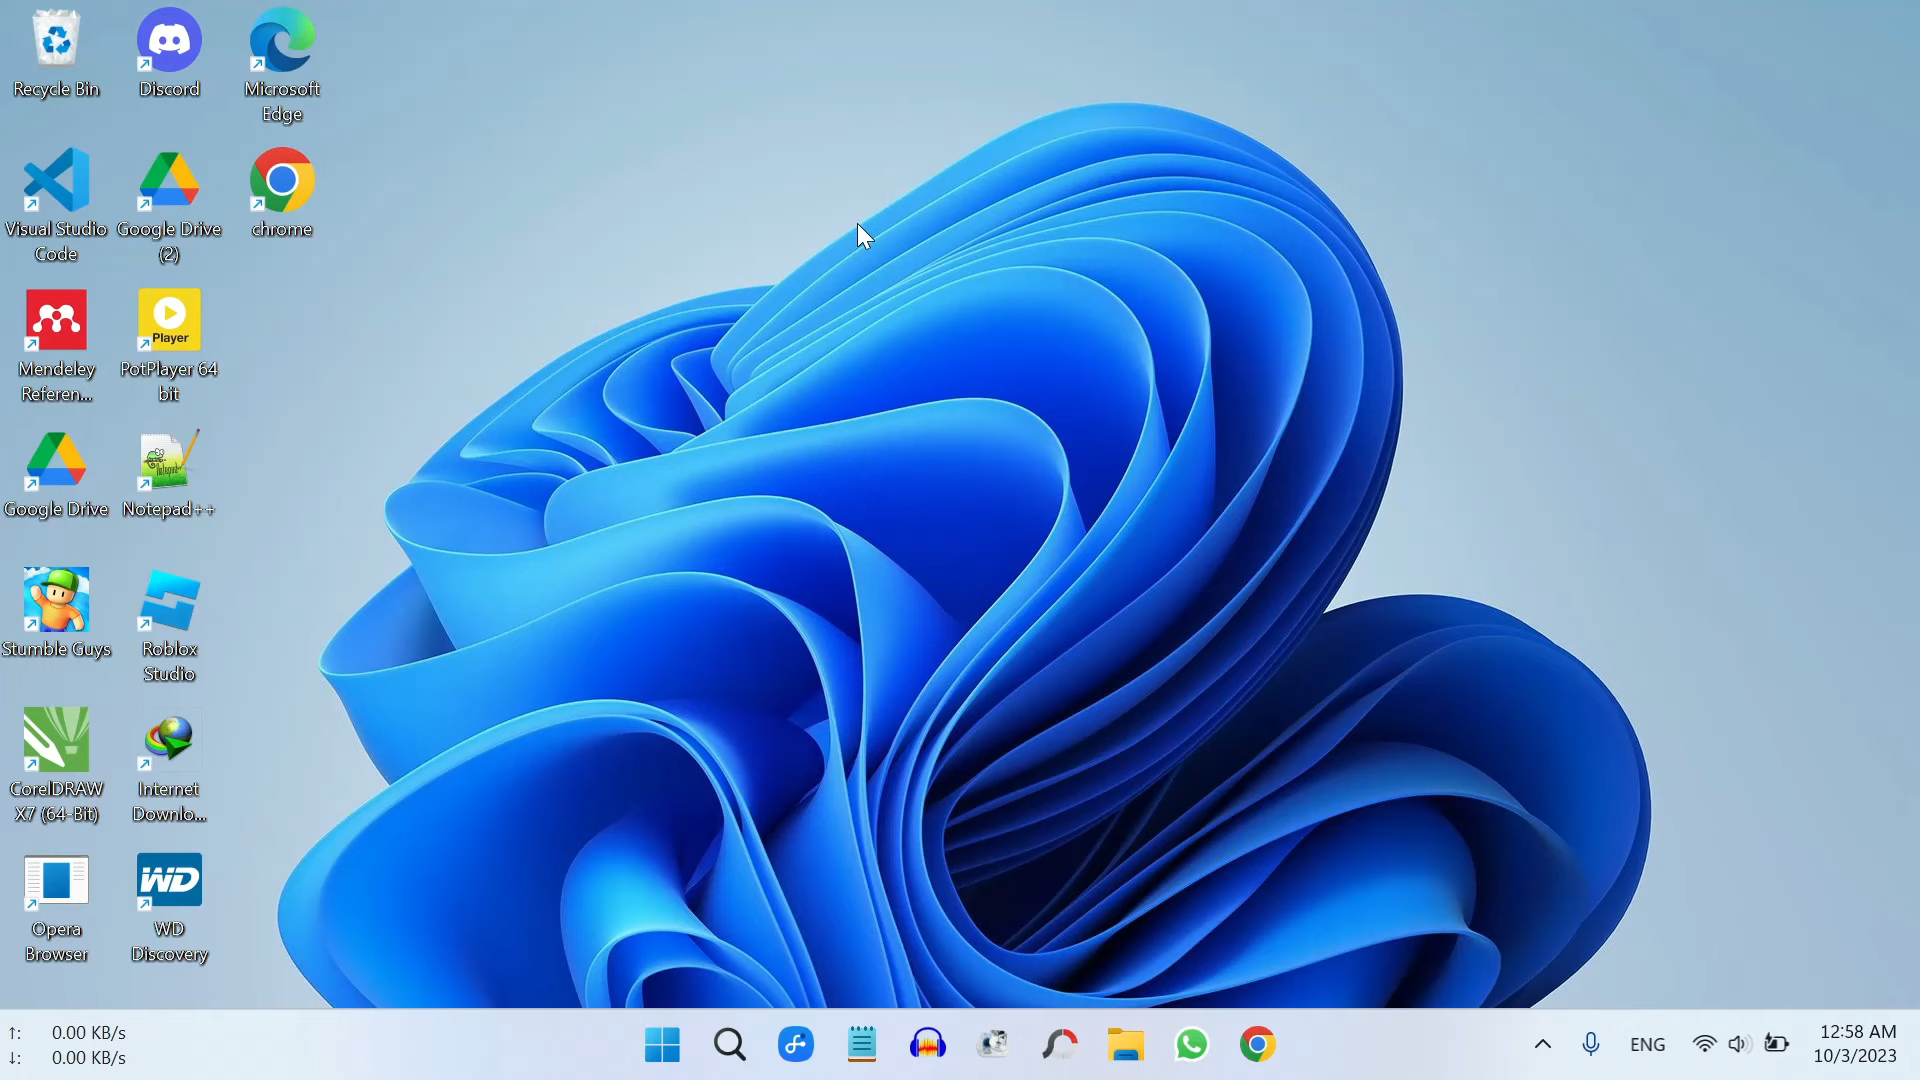 Recycle Bin
Discord
Microsoft
Edge
Visual Studio
Code
Google Drive
(2)
chrome
Mendeley
Referen...
Player
PotPlayer 64
bit
Google Drive
Notepad++
Stumble Guys
Roblox
Studio
CorelDRAW
X7 (64-Bit)
Internet
Downlo...
Opera
Browser
WD
WD
Discovery
↑: 0.00 KB/s
↓: 0.00 KB/s
ENG
12:58 AM
10/3/2023